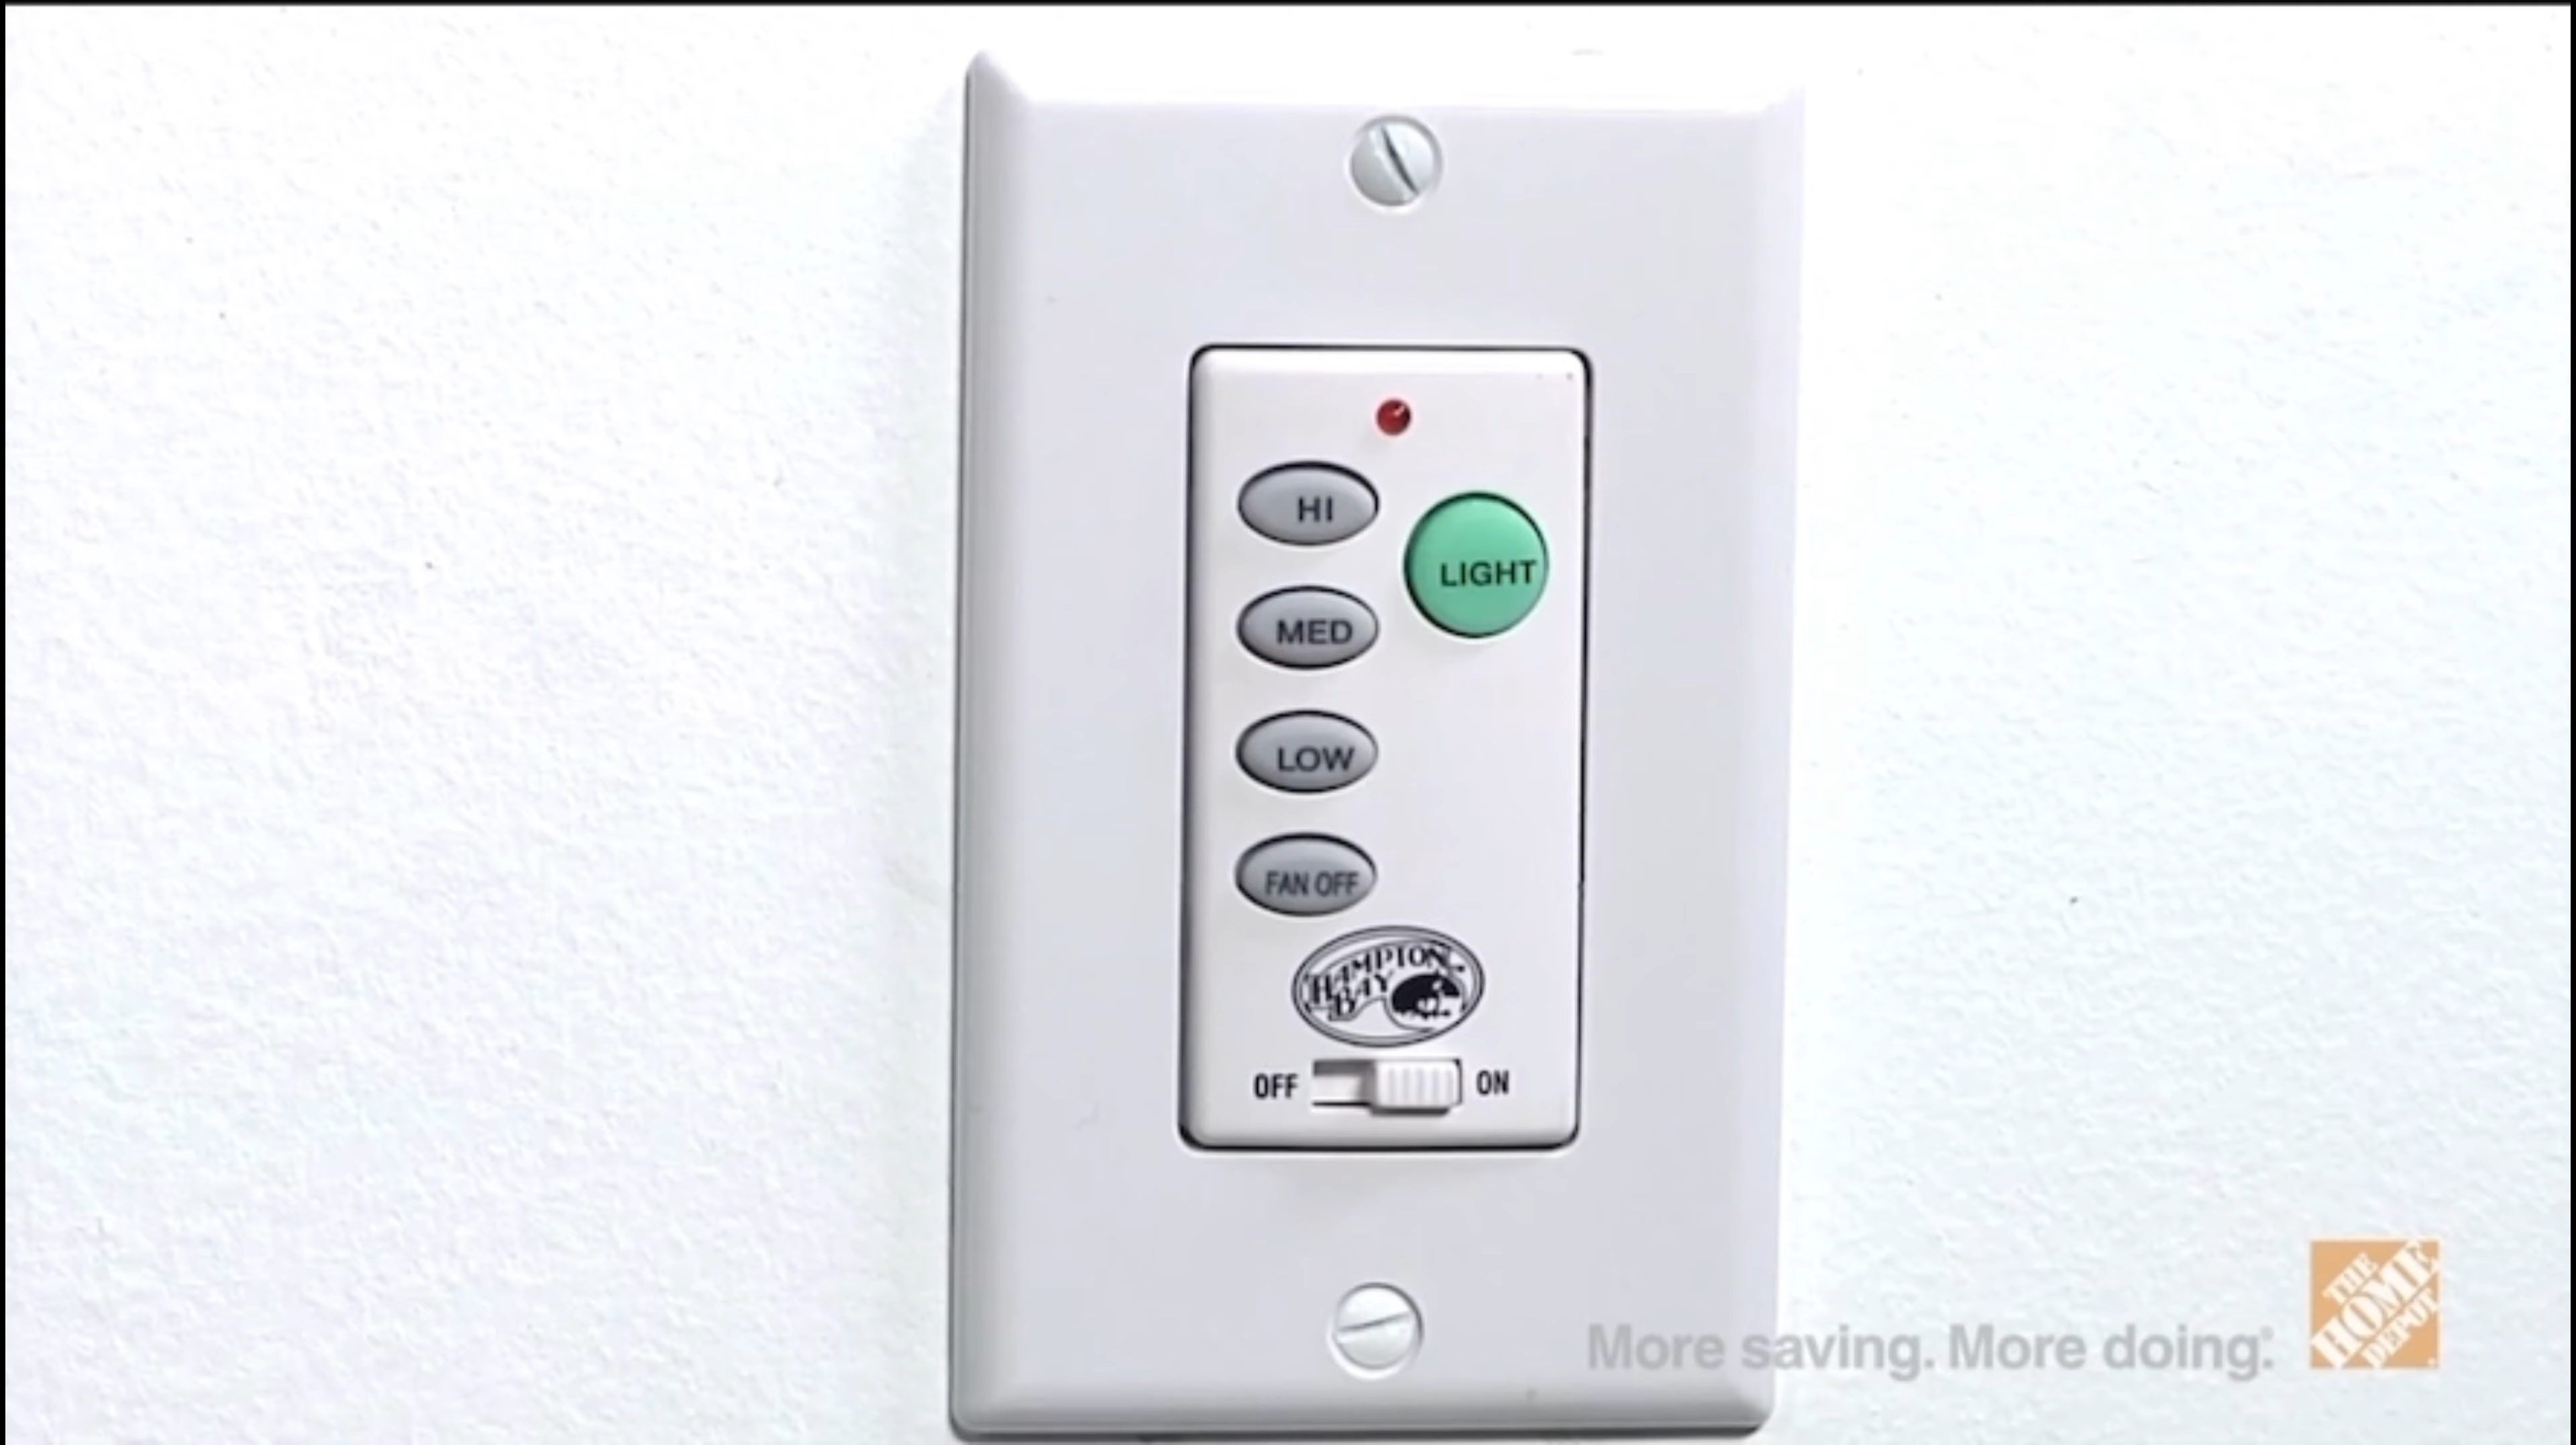 HI
LIGHT
MED
LOW
FAN OFF
HAMPTON
BAY
OFF ON
More saving. More doing.®
THE
HOME
DEPOT